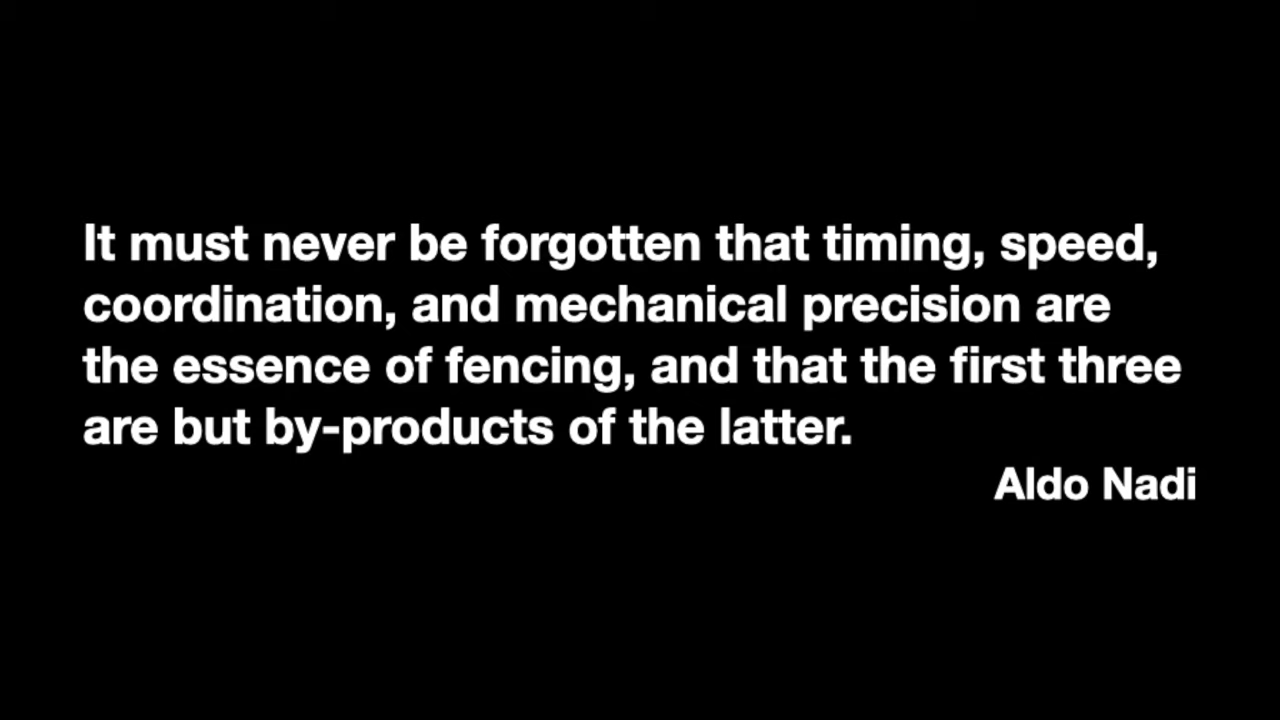 It must never be forgotten that timing, speed,
coordination, and mechanical precision are
the essence of fencing, and that the first three
are but by-products of the latter.
Aldo Nadi